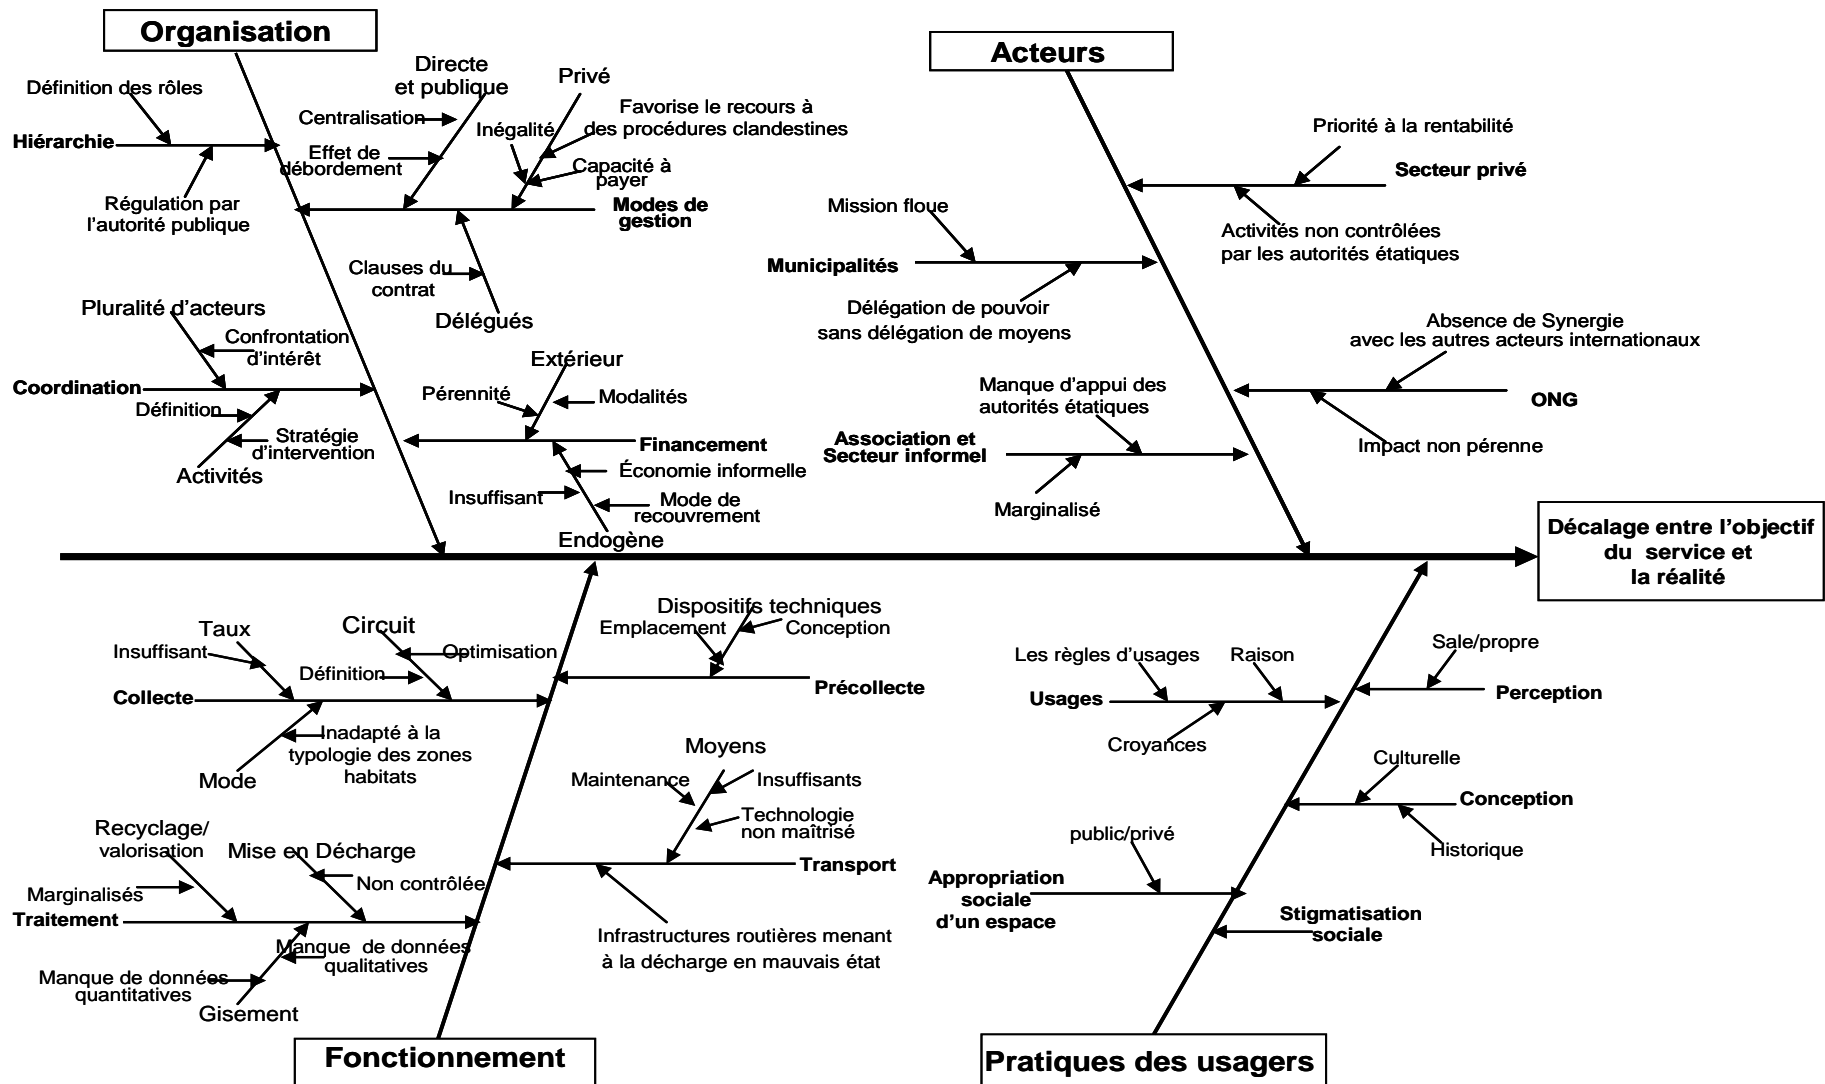 Organisation
Définition des rôles
Hiérarchie
Régulation par
l'autorité publique
Directe
et publique
Centralisation
Effet de
débordement
Privé
Inégalité
Favorise le recours à
des procédures clandestines
Capacité à
payer
Modes de
gestion
Clauses du
contrat
Délégués
Pluralité d'acteurs
Confrontation
d'intérêt
Coordination
Définition
Stratégie
d'intervention
Activités
Extérieur
Pérennité
Modalités
Financement
Économie informelle
Insuffisant
Mode de
recouvrement
Endogène
Acteurs
Priorité à la rentabilité
Secteur privé
Activités non contrôlées
par les autorités étatiques
Mission floue
Municipalités
Délégation de pouvoir
sans délégation de moyens
Absence de Synergie
avec les autres acteurs internationaux
ONG
Impact non pérenne
Manque d'appui des
autorités étatiques
Association et
Secteur informel
Marginalisé
Décalage entre l'objectif
du service et
la réalité
Taux
Insuffisant
Circuit
Optimisation
Définition
Collecte
Inadapté à la
typologie des zones
habitats
Mode
Dispositifs techniques
Emplacement
Conception
Précollecte
Moyens
Maintenance
Insuffisants
Technologie
non maîtrisé
Transport
Infrastructures routières menant
à la décharge en mauvais état
Recyclage/
valorisation
Marginalisés
Mise en Décharge
Non contrôlée
Traitement
Manque de données
qualitatives
Manque de données
quantitatives
Gisement
Fonctionnement
Les règles d'usages
Raison
Usages
Croyances
Sale/propre
Perception
Culturelle
Conception
Historique
public/privé
Appropriation
sociale
d'un espace
Stigmatisation
sociale
Pratiques des usagers